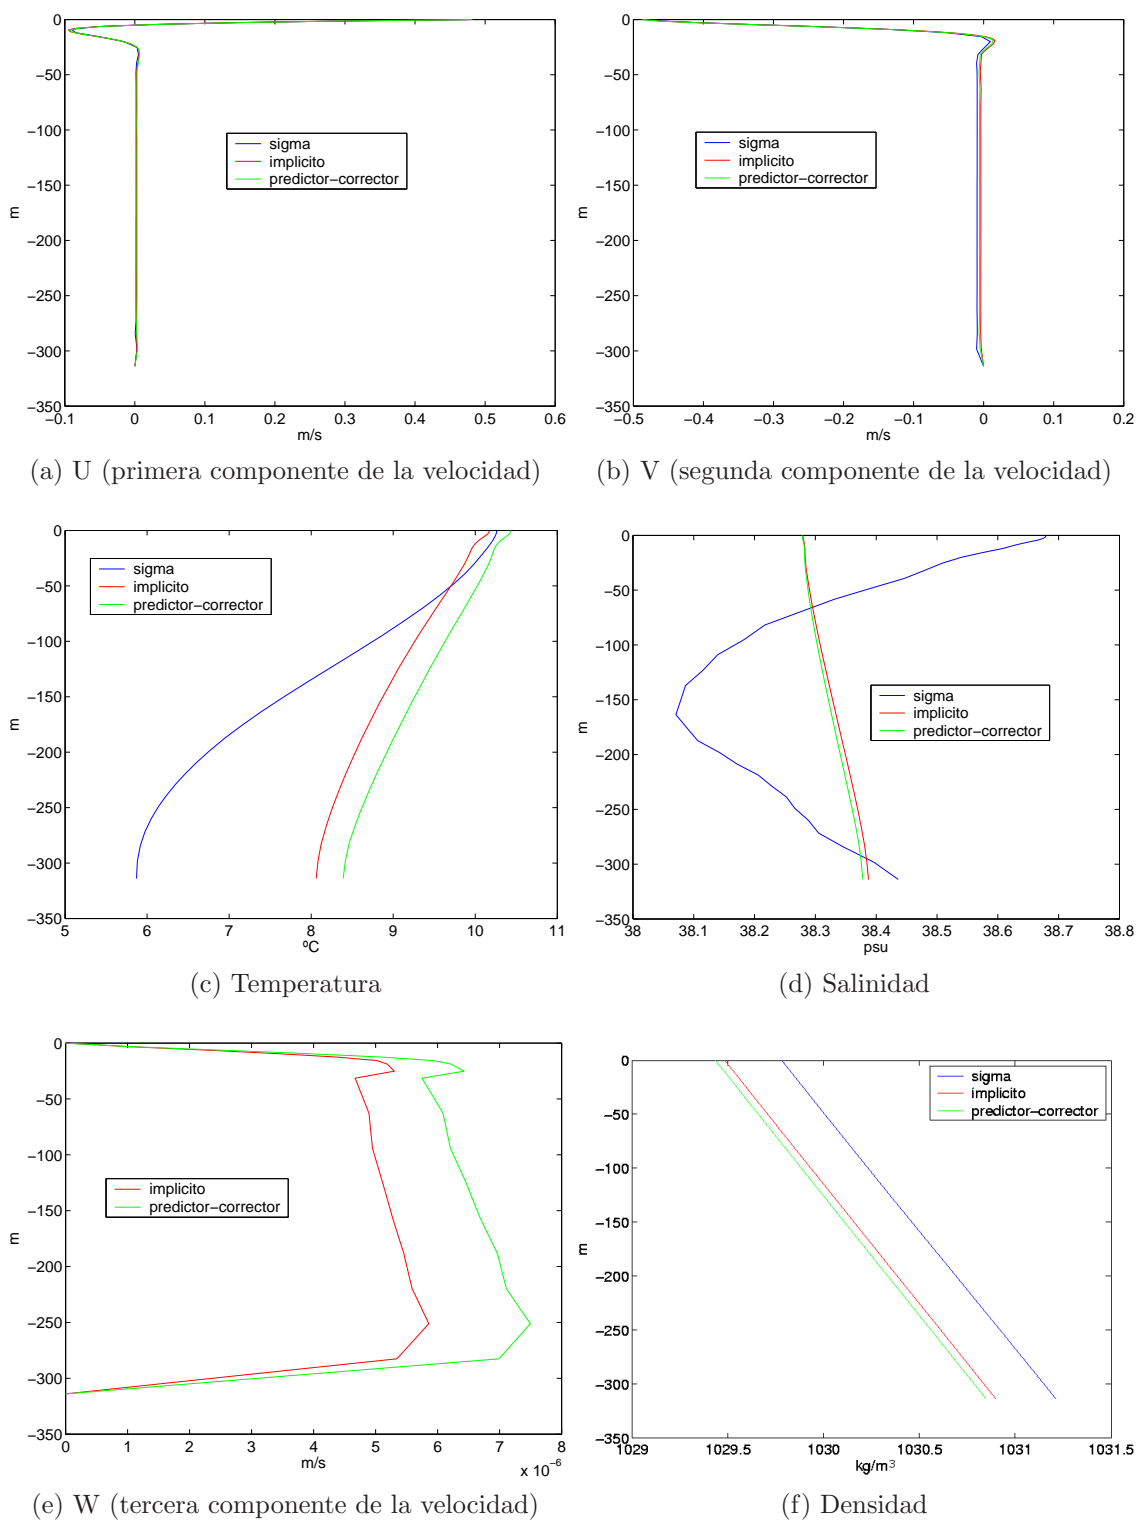 0
−50
−100
−150
−200
−250
−300
−350
m
sigma
implicito
predictor−corrector
−0.1 0 0.1 0.2 0.3 0.4 0.5 0.6
m/s
(a) U (primera componente de la velocidad)
0
−50
−100
−150
−200
−250
−300
−350
m
sigma
implicito
predictor−corrector
−0.5 −0.4 −0.3 −0.2 −0.1 0 0.1 0.2
m/s
(b) V (segunda componente de la velocidad)
0
−50
−100
−150
−200
−250
−300
−350
m
sigma
implicito
predictor−corrector
5 6 7 8 9 10 11
ºC
(c) Temperatura
0
−50
−100
−150
−200
−250
−300
−350
m
sigma
implicito
predictor−corrector
38 38.1 38.2 38.3 38.4 38.5 38.6 38.7 38.8
psu
(d) Salinidad
0
−50
−100
−150
−200
−250
−300
−350
m
implicito
predictor−corrector
0 1 2 3 4 5 6 7 8
m/s
x 10⁻⁶
(e) W (tercera componente de la velocidad)
0
−50
−100
−150
−200
−250
−300
−350
m
sigma
implicito
predictor−corrector
1029 1029.5 1030 1030.5 1031 1031.5
kg/m³
(f) Densidad